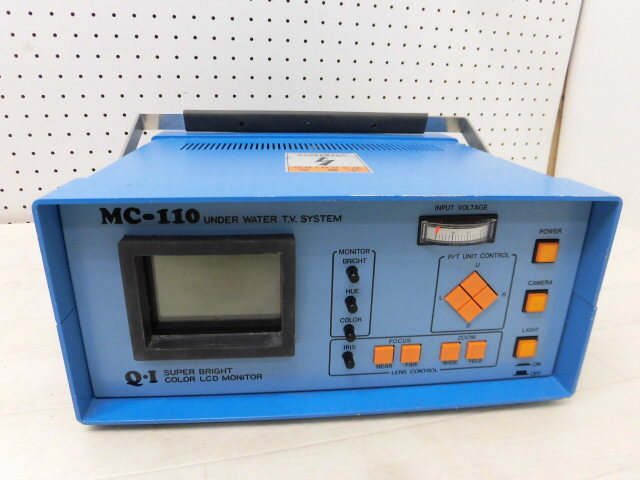 MC-110 UNDER WATER T.V. SYSTEM
INPUT VOLTAGE
MONITOR
BRIGHT
HUE
COLOR
IRIS
P/T UNIT CONTROL
U
L
R
D
FOCUS
NEAR
FAR
ZOOM
WIDE
TELE
LENS CONTROL
POWER
CAMERA
LIGHT
ON
OFF
Q·I SUPER BRIGHT
COLOR LCD MONITOR